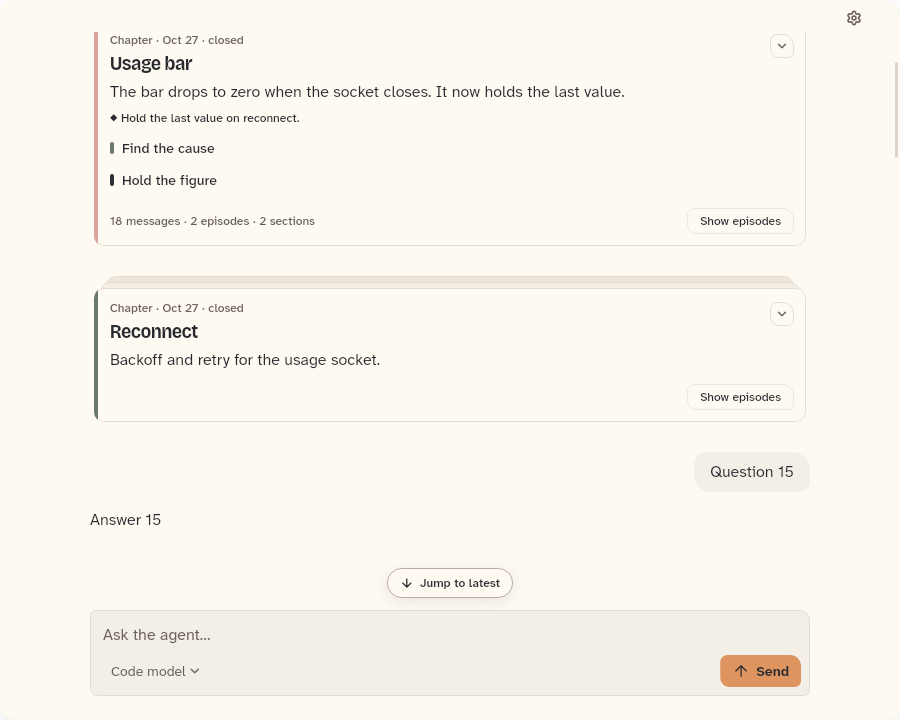 Chapter · Oct 27 · closed
Usage bar
The bar drops to zero when the socket closes. It now holds the last value.
◆ Hold the last value on reconnect.
Find the cause
Hold the figure
18 messages · 2 episodes · 2 sections
Show episodes
Chapter · Oct 27 · closed
Reconnect
Backoff and retry for the usage socket.
Show episodes
Question 15
Answer 15
Jump to latest
Ask the agent...
Code model
Send